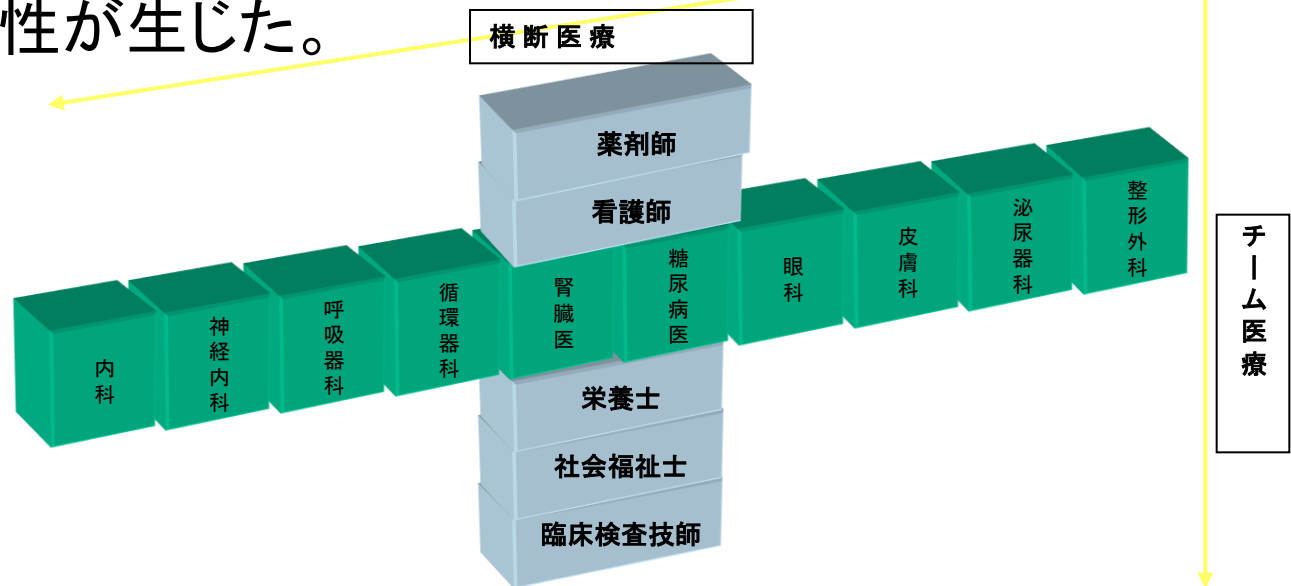 性が生じた。
横断医療
薬剤師
看護師
内科
神経内科
呼吸器科
循環器科
腎臓医
糖尿病医
眼科
皮膚科
泌尿器科
整形外科
チーム医療
栄養士
社会福祉士
臨床検査技師